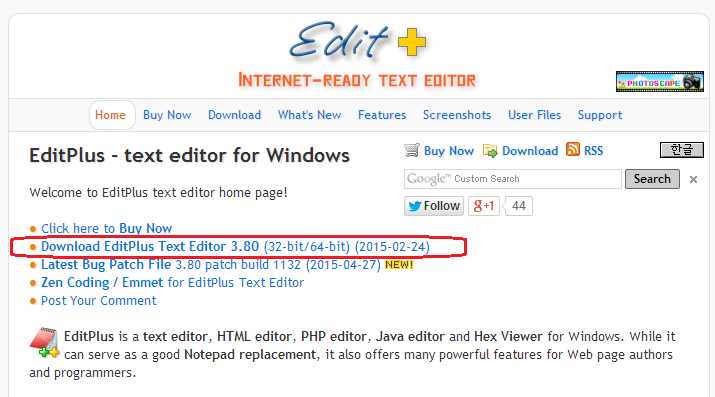 Edit +
INTERNET-READY TEXT EDITOR
PHOTOSCAPE
Home Buy Now Download What's New Features Screenshots User Files Support
EditPlus - text editor for Windows
Buy Now Download RSS 한글
Google™ Custom Search Search ×
Follow g+1 44
Welcome to EditPlus text editor home page!
Click here to Buy Now
Download EditPlus Text Editor 3.80 (32-bit/64-bit) (2015-02-24)
Latest Bug Patch File 3.80 patch build 1132 (2015-04-27) NEW!
Zen Coding / Emmet for EditPlus Text Editor
Post Your Comment
EditPlus is a text editor, HTML editor, PHP editor, Java editor and Hex Viewer for Windows. While it
can serve as a good Notepad replacement, it also offers many powerful features for Web page authors
and programmers.